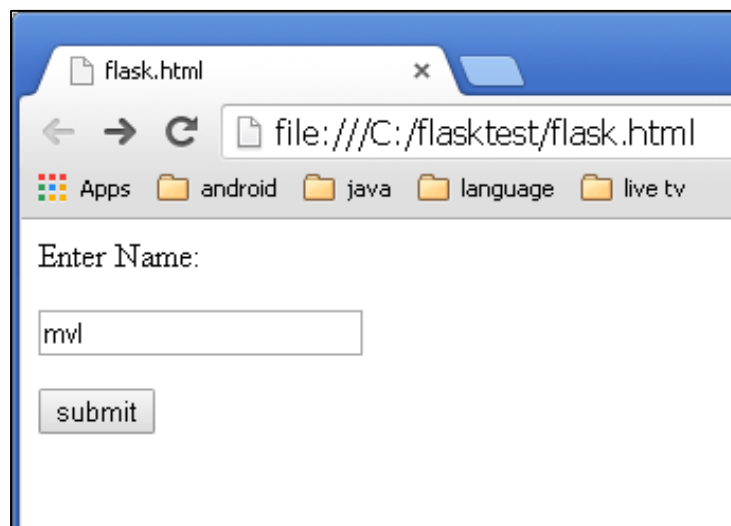 flask.html
file:///C:/flasktest/flask.html
Apps android java language live tv
Enter Name:
mvl
submit